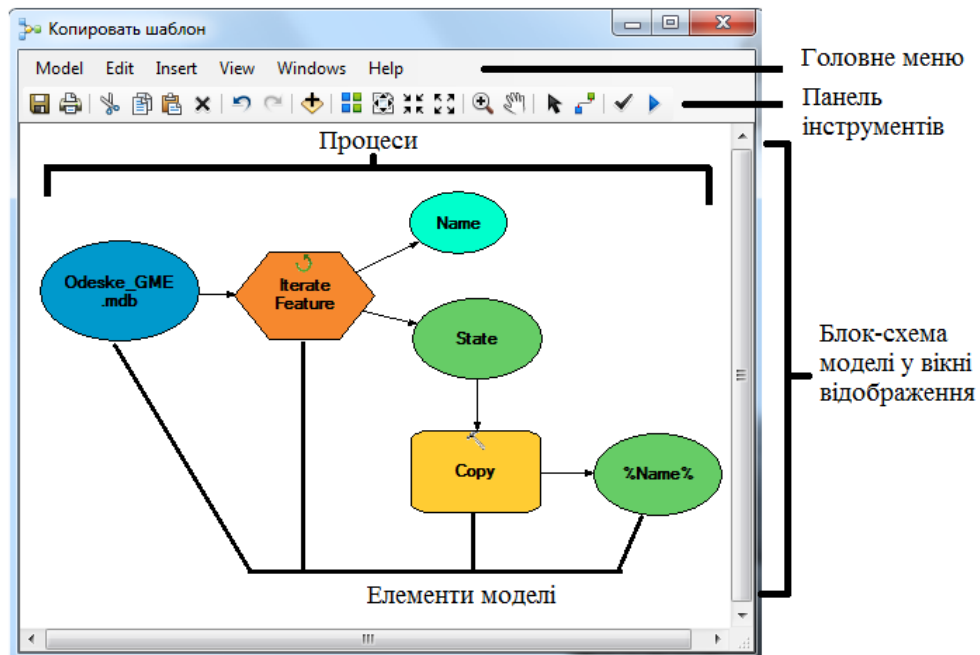 Копировать шаблон
Model Edit Insert View Windows Help
Головне меню
Панель
інструментів
Процеси
Name
Odeske_GME
.mdb
Iterate
Feature
State
Блок-схема
моделі у вікні
відображення
Copy
%Name%
Елементи моделі